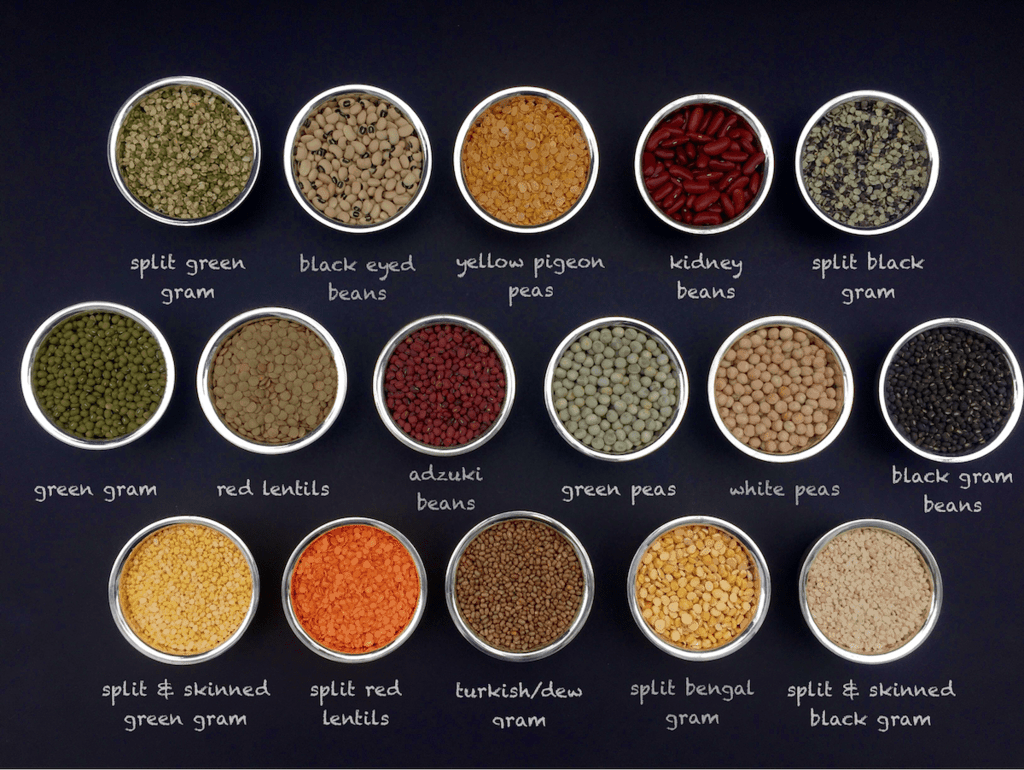 split green
gram
black eyed
beans
yellow pigeon
peas
kidney
beans
split black
gram
green gram
red lentils
adzuki
beans
green peas
white peas
black gram
beans
split & skinned
green gram
split red
lentils
turkish/dew
gram
split bengal
gram
split & skinned
black gram